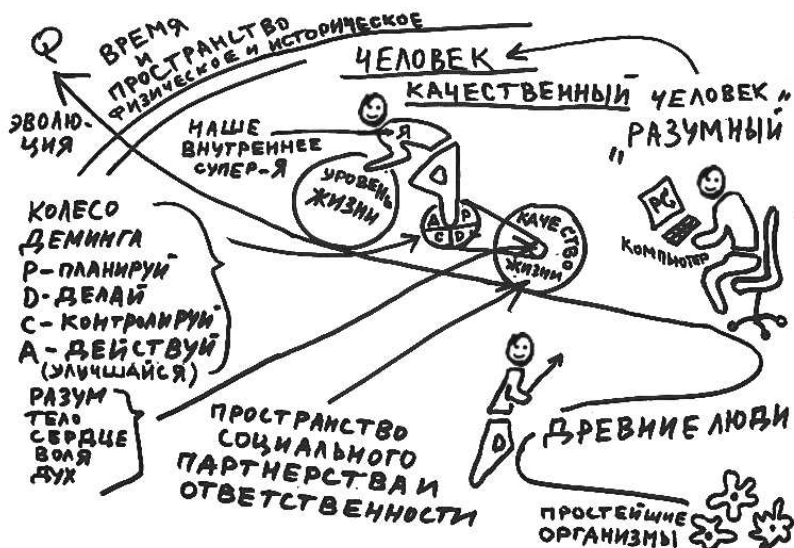 Q
ЭВОЛЮ-
ЦИЯ
ВРЕМЯ
И
ПРОСТРАНСТВО
ФИЗИЧЕСКОЕ И ИСТОРИЧЕСКОЕ
ЧЕЛОВЕК
КАЧЕСТВЕННЫЙ
ЧЕЛОВЕК "
" РАЗУМНЫЙ
НАШЕ
ВНУТРЕННЕЕ
СУПЕР-Я
Я
D
УРОВЕНЬ
ЖИЗНИ
A P
C D
КАЧЕСТВО
ЖИЗНИ
PC
КОМПЬЮТЕР
КОЛЕСО
ДЕМИНГА
P-ПЛАНИРУЙ
D-ДЕЛАЙ
C-КОНТРОЛИРУЙ
A-ДЕЙСТВУЙ
(УЛУЧШАЙСЯ)
РАЗУМ
ТЕЛО
СЕРДЦЕ
ВОЛЯ
ДУХ
ПРОСТРАНСТВО
СОЦИАЛЬНОГО
ПАРТНЕРСТВА И
ОТВЕТСТВЕННОСТИ
D
ДРЕВНИЕ ЛЮДИ
ПРОСТЕЙШИЕ
ОРГАНИЗМЫ